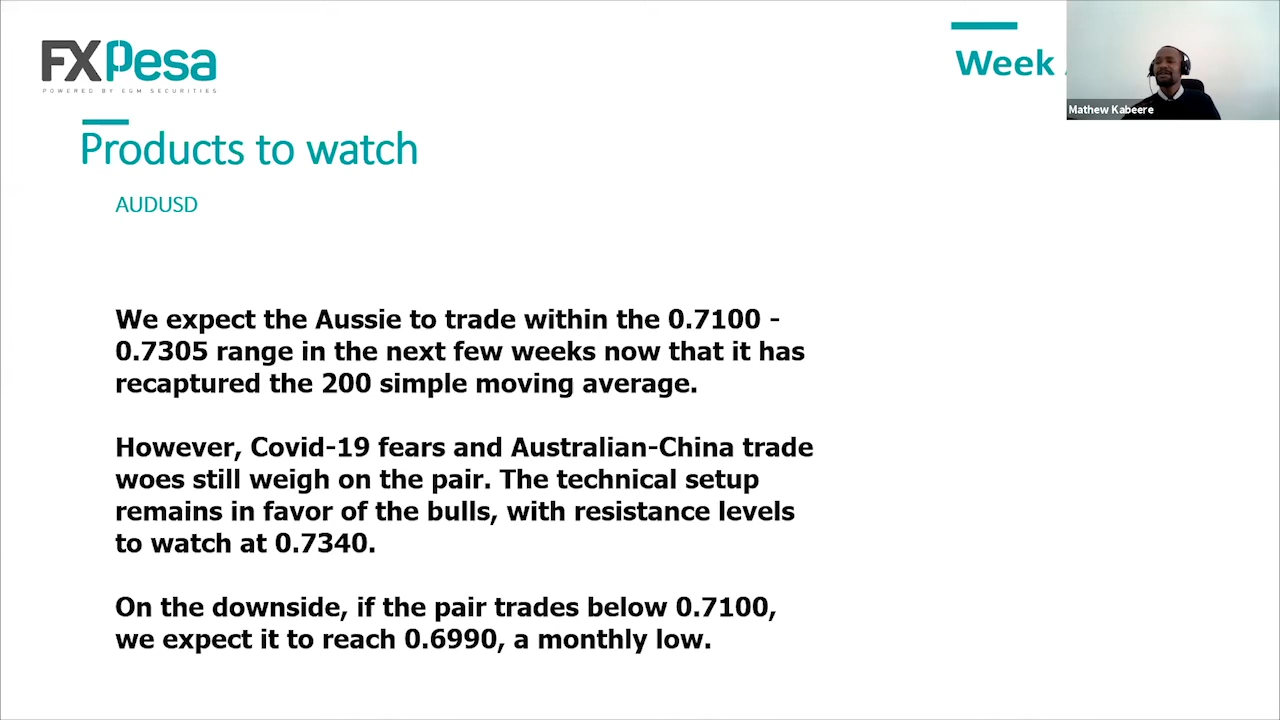 FXPesa
POWERED BY EGM SECURITIES
Week
Mathew Kabeere
Products to watch
AUDUSD
We expect the Aussie to trade within the 0.7100 -
0.7305 range in the next few weeks now that it has
recaptured the 200 simple moving average.
However, Covid-19 fears and Australian-China trade
woes still weigh on the pair. The technical setup
remains in favor of the bulls, with resistance levels
to watch at 0.7340.
On the downside, if the pair trades below 0.7100,
we expect it to reach 0.6990, a monthly low.